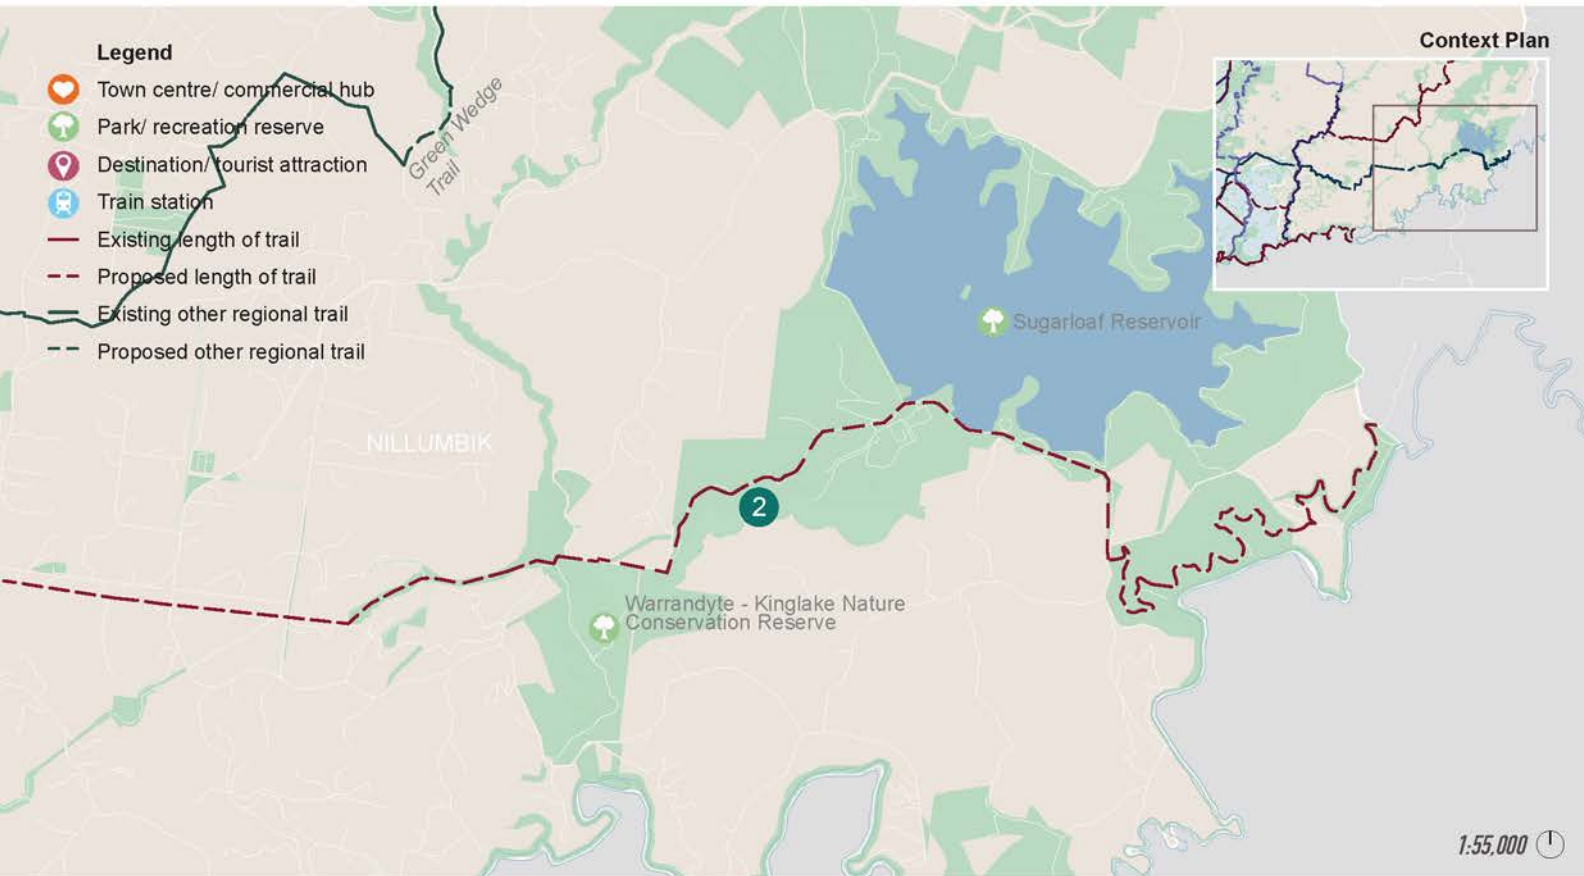 Legend
Town centre/ commercial hub
Park/ recreation reserve
Destination/ tourist attraction
Train station
Existing length of trail
Proposed length of trail
Existing other regional trail
Proposed other regional trail
Green Wedge
Trail
Context Plan
Sugarloaf Reservoir
NILLUMBIK
2
Warrandyte - Kinglake Nature
Conservation Reserve
1:55,000